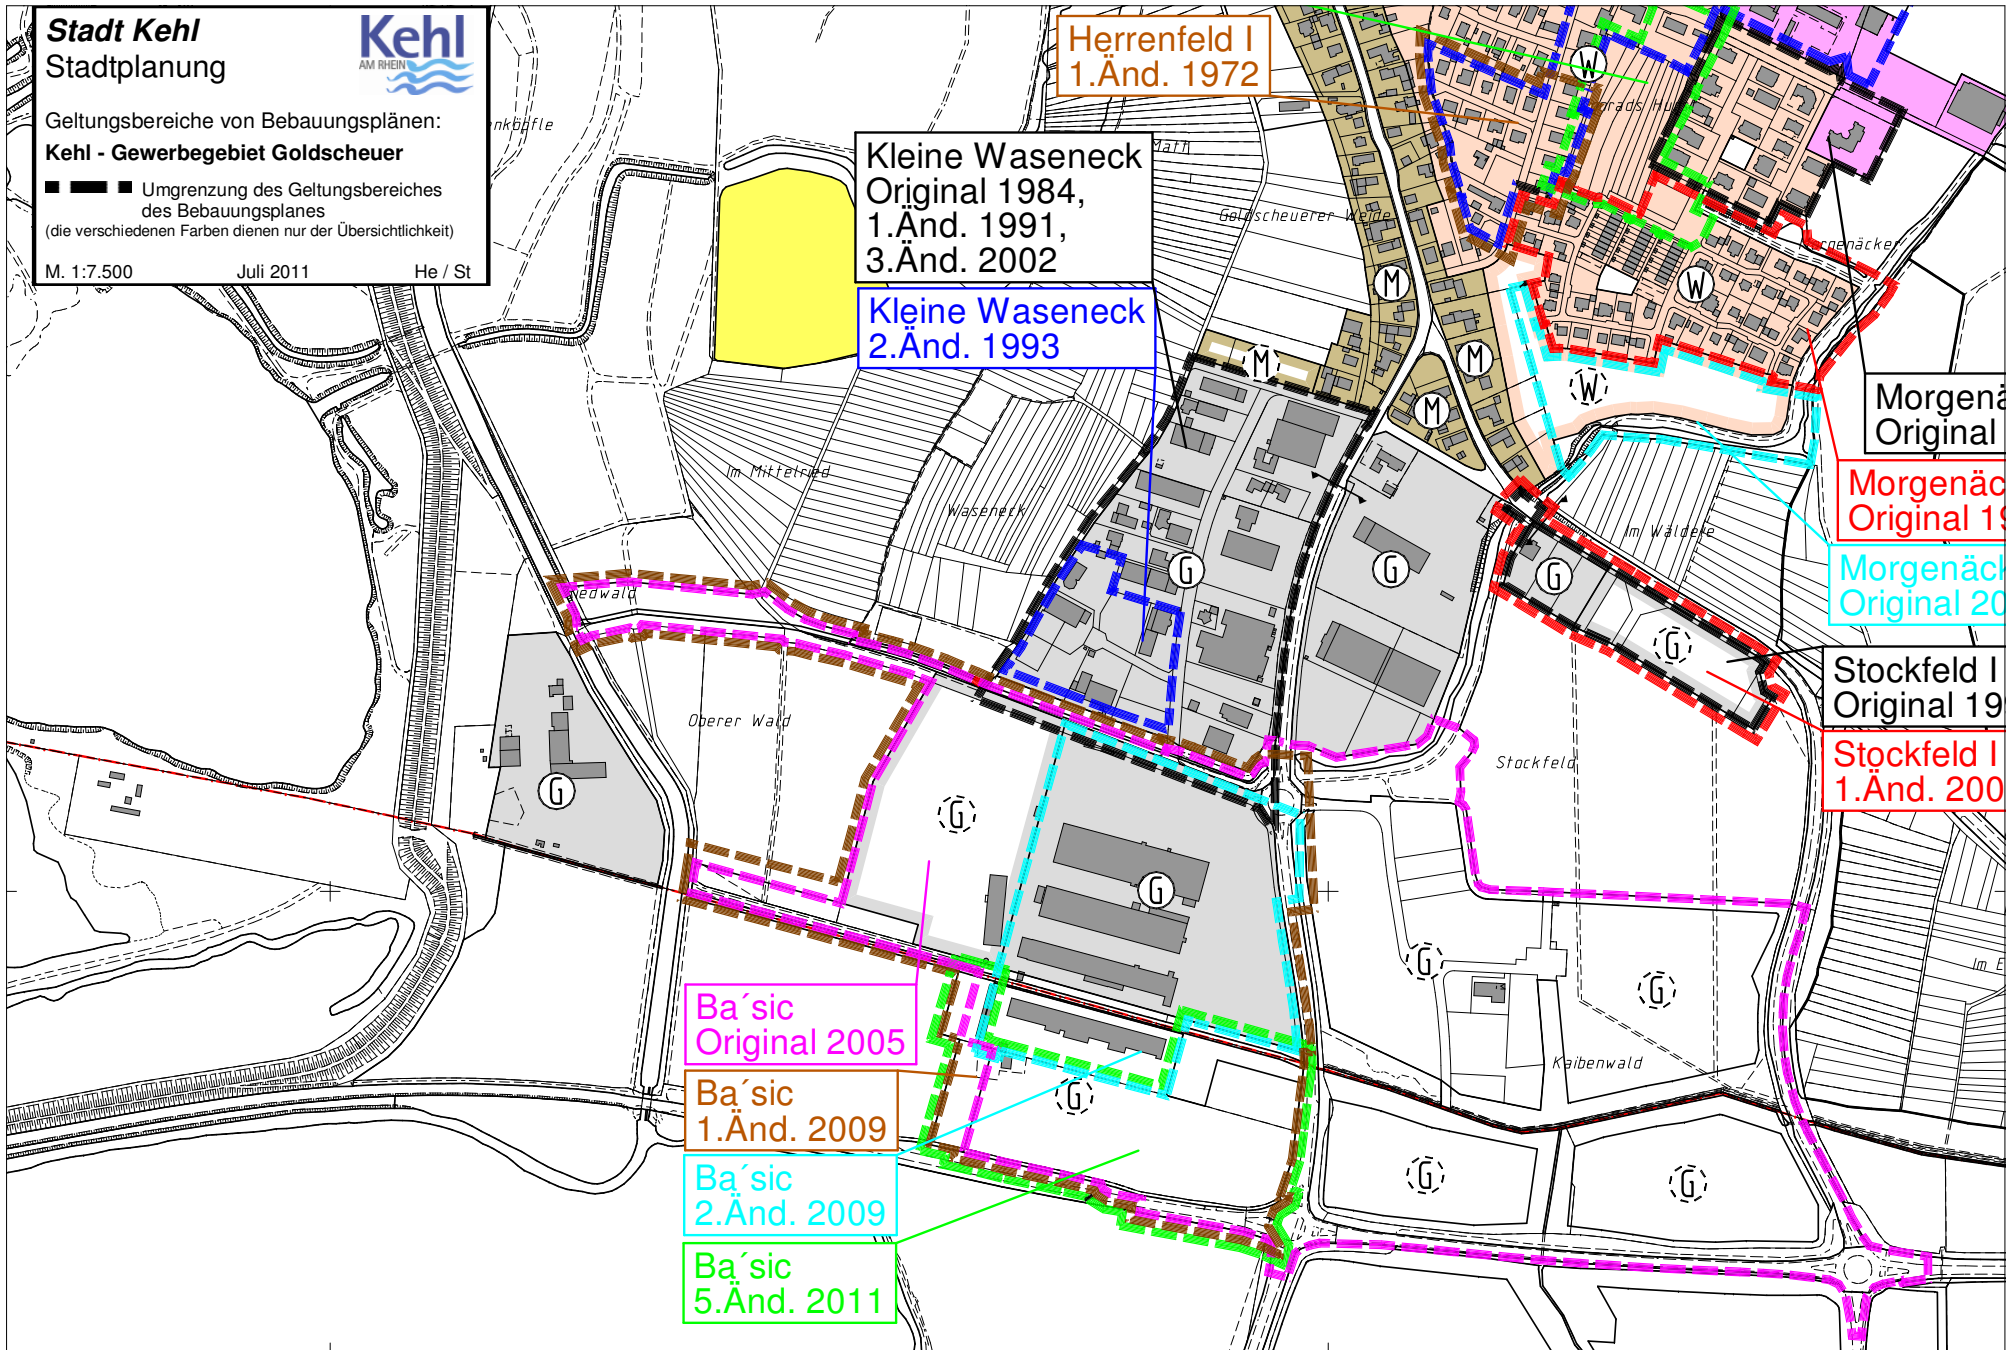 Stadt Kehl
Stadtplanung
Kehl
AM RHEIN
Geltungsbereiche von Bebauungsplänen:
Kehl - Gewerbegebiet Goldscheuer
Umgrenzung des Geltungsbereiches
des Bebauungsplanes
(die verschiedenen Farben dienen nur der Übersichtlichkeit)
M. 1:7.500 Juli 2011 He / St
Herrenfeld I
1.Änd. 1972
W
Kleine Waseneck
Original 1984,
1.Änd. 1991,
3.Änd. 2002
Goldscheuerer Weide
Morgenäcker
Kleine Waseneck
2.Änd. 1993
M
W
M
M
W
M
Morgenä
Original
Im Mittelried
Waseneck
Morgenäc
Original 19
Im Wäldele
G
G
G
Morgenäck
Original 20
G
Stockfeld I
Original 19
Oberer Wald
Stockfeld
Stockfeld I
1.Änd. 200
G
G
G
G
G
Im E
Ba´sic
Original 2005
Kaibenwald
Ba´sic
1.Änd. 2009
G
Ba´sic
2.Änd. 2009
G
G
Ba´sic
5.Änd. 2011